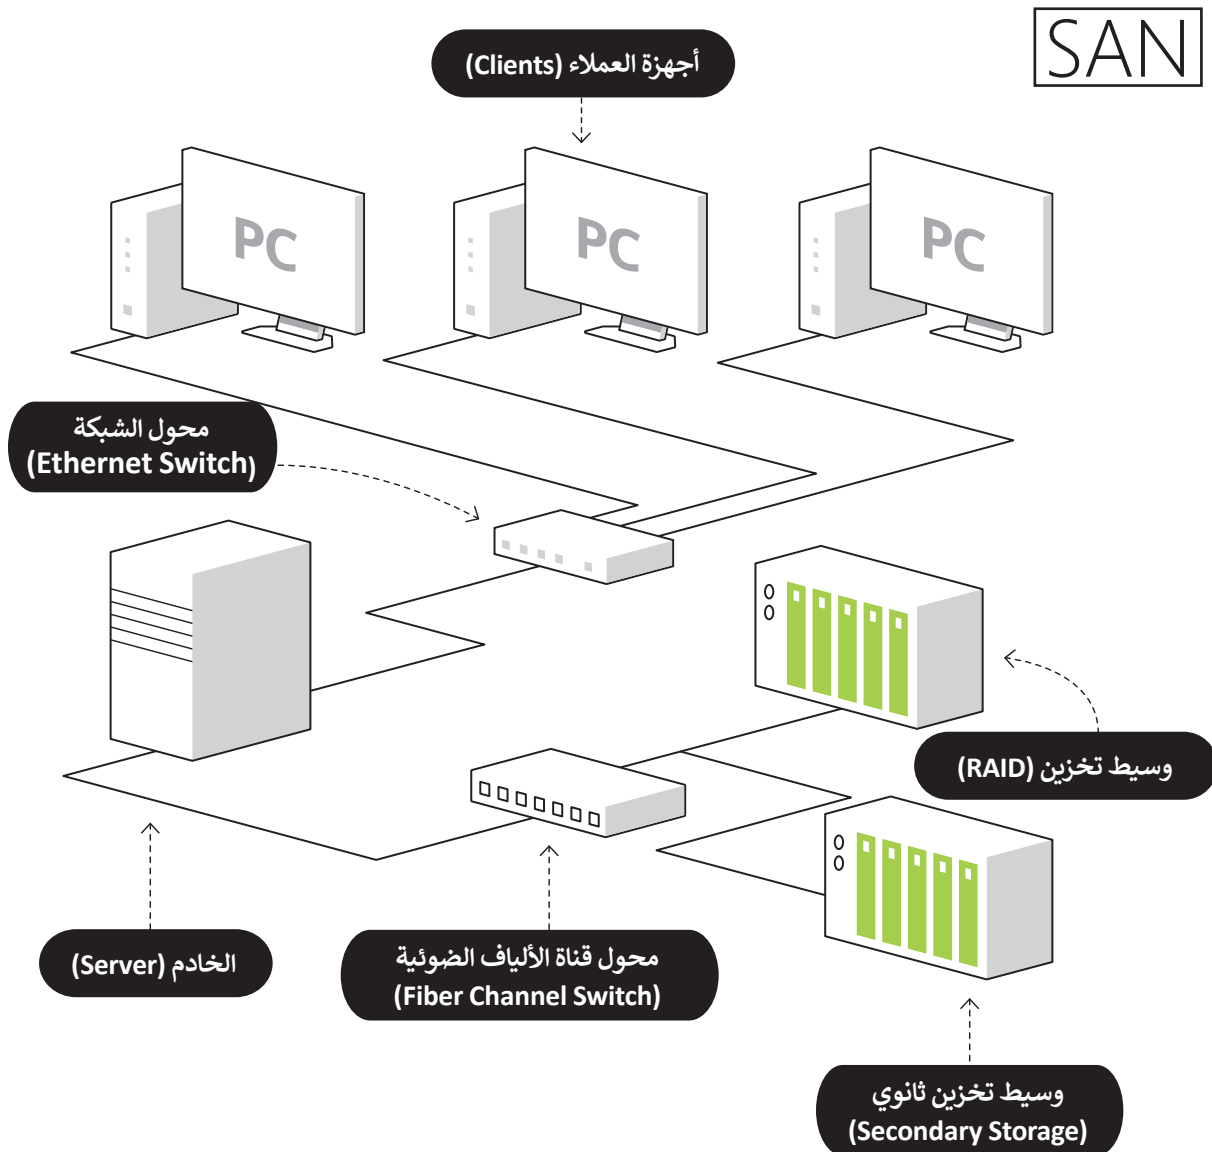 SAN
أجهزة العملاء (Clients)
PC
PC
PC
محول الشبكة
(Ethernet Switch)
وسيط تخزين (RAID)
الخادم (Server)
محول قناة الألياف الضوئية
(Fiber Channel Switch)
وسيط تخزين ثانوي
(Secondary Storage)